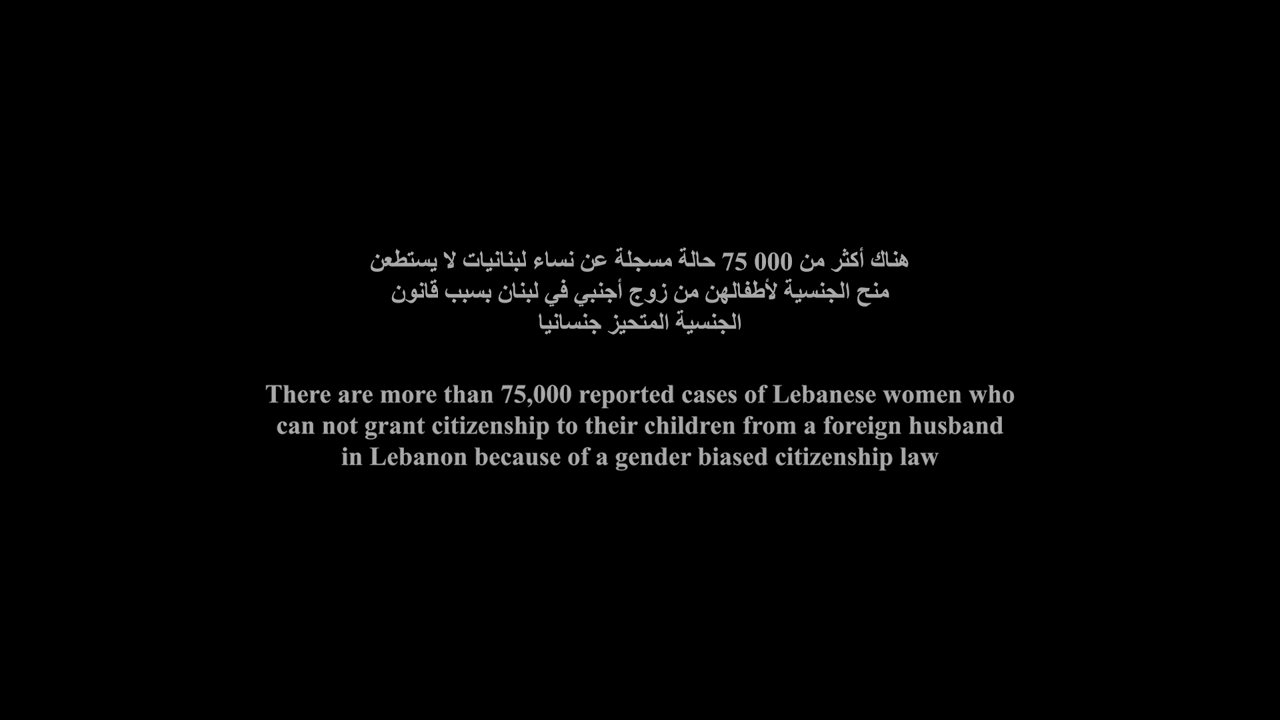 هناك أكثر من 000 75 حالة مسجلة عن نساء لبنانيات لا يستطعن
منح الجنسية لأطفالهن من زوج أجنبي في لبنان بسبب قانون
الجنسية المتحيز جنسانيا
There are more than 75,000 reported cases of Lebanese women who
can not grant citizenship to their children from a foreign husband
in Lebanon because of a gender biased citizenship law